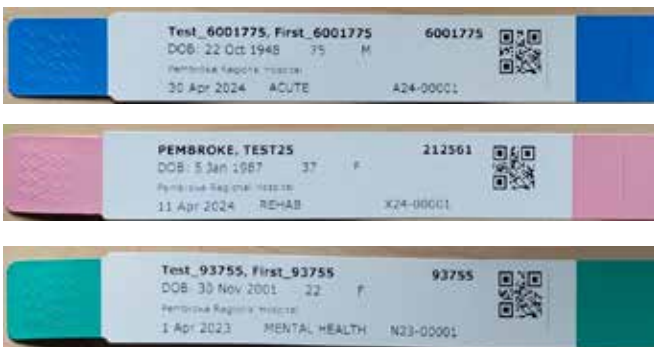 Test_6001775, First_6001775 6001775
DOB: 22 Oct 1948 75 M
Pembroke Regional Hospital
30 Apr 2024 ACUTE A24-00001
PEMBROKE, TEST25 212561
DOB: 5 Jan 1987 37 F
Pembroke Regional Hospital
11 Apr 2024 REHAB X24-00001
Test_93755, First_93755 93755
DOB: 30 Nov 2001 22 F
Pembroke Regional Hospital
1 Apr 2023 MENTAL HEALTH N23-00001